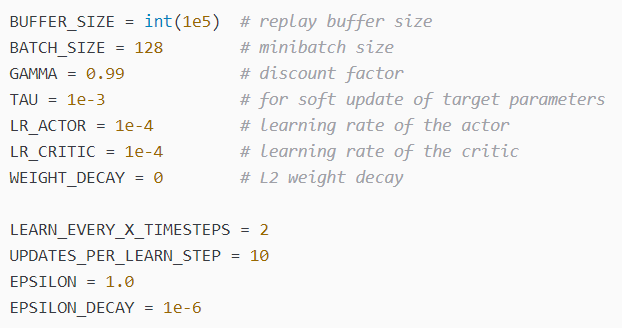 BUFFER_SIZE = int(1e5)  # replay buffer size
BATCH_SIZE = 128        # minibatch size
GAMMA = 0.99            # discount factor
TAU = 1e-3              # for soft update of target parameters
LR_ACTOR = 1e-4         # learning rate of the actor
LR_CRITIC = 1e-4        # learning rate of the critic
WEIGHT_DECAY = 0        # L2 weight decay
LEARN_EVERY_X_TIMESTEPS = 2
UPDATES_PER_LEARN_STEP = 10
EPSILON = 1.0
EPSILON_DECAY = 1e-6